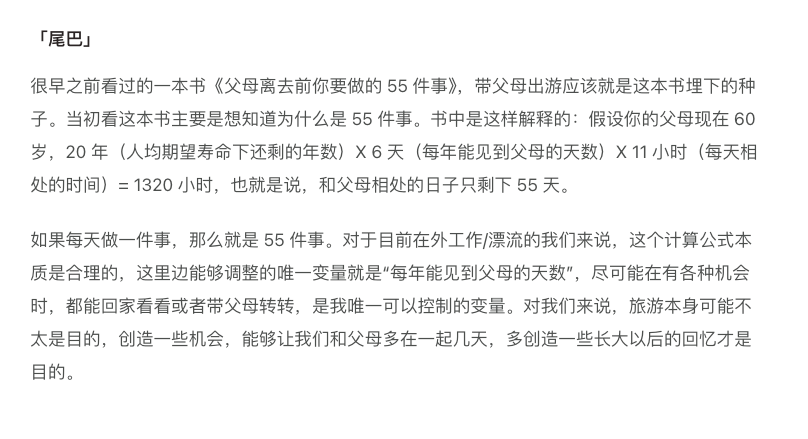 「尾巴」
很早之前看过的一本书《父母离去前你要做的 55 件事》，带父母出游应该就是这本书埋下的种
子。当初看这本书主要是想知道为什么是 55 件事。书中是这样解释的：假设你的父母现在 60
岁，20 年（人均期望寿命下还剩的年数）X 6 天（每年能见到父母的天数）X 11 小时（每天相
处的时间）= 1320 小时，也就是说，和父母相处的日子只剩下 55 天。
如果每天做一件事，那么就是 55 件事。对于目前在外工作/漂流的我们来说，这个计算公式本
质是合理的，这里边能够调整的唯一变量就是“每年能见到父母的天数”，尽可能在有各种机会
时，都能回家看看或者带父母转转，是我唯一可以控制的变量。对我们来说，旅游本身可能不
太是目的，创造一些机会，能够让我们和父母多在一起几天，多创造一些长大以后的回忆才是
目的。